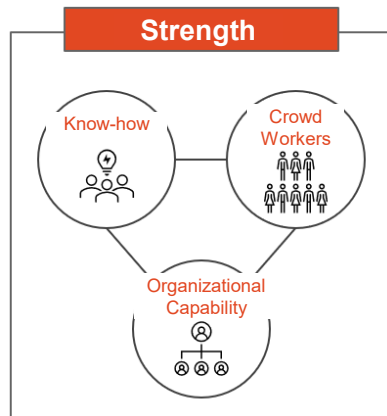 Strength
Know-how
Crowd
Workers
Organizational
Capability